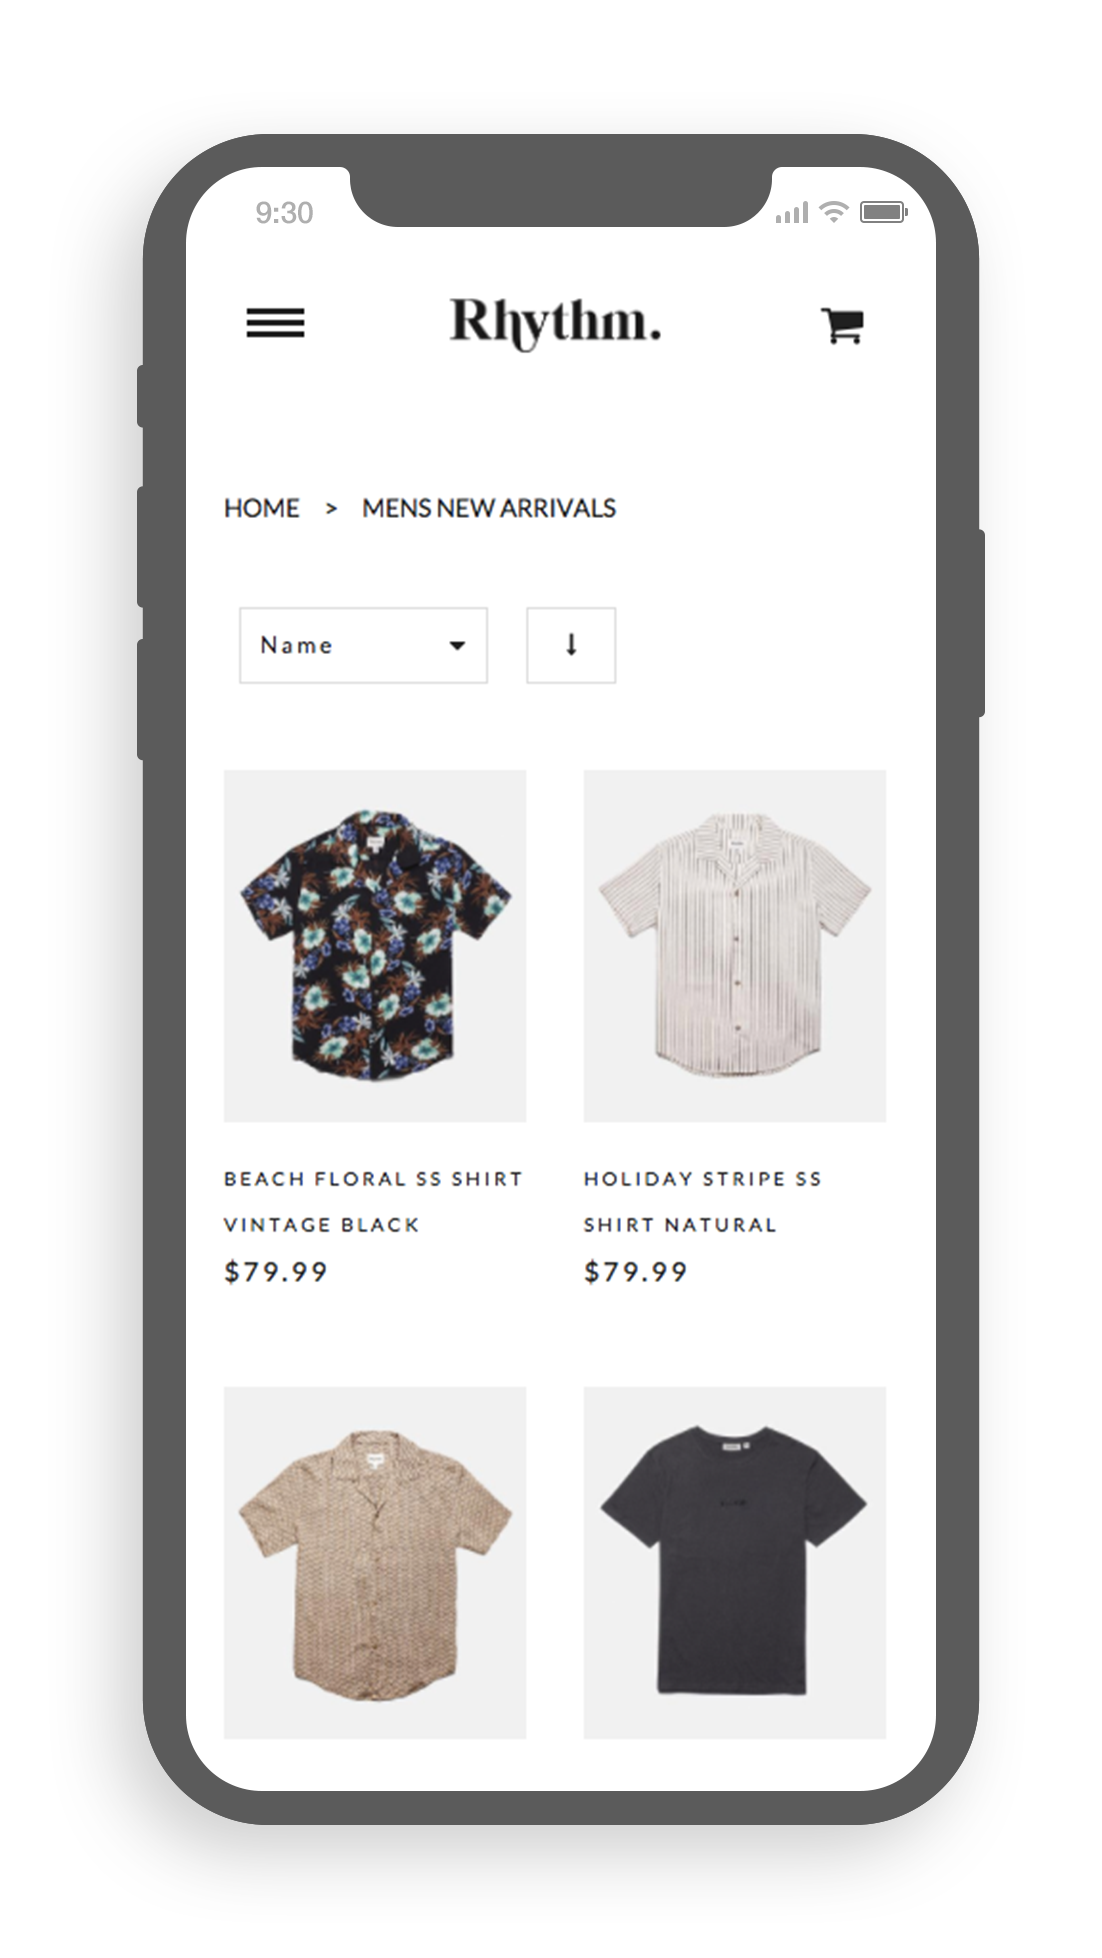 9:30
Rhythm.
HOME > MENS NEW ARRIVALS
Name
BEACH FLORAL SS SHIRT
VINTAGE BLACK
$79.99
HOLIDAY STRIPE SS
SHIRT NATURAL
$79.99